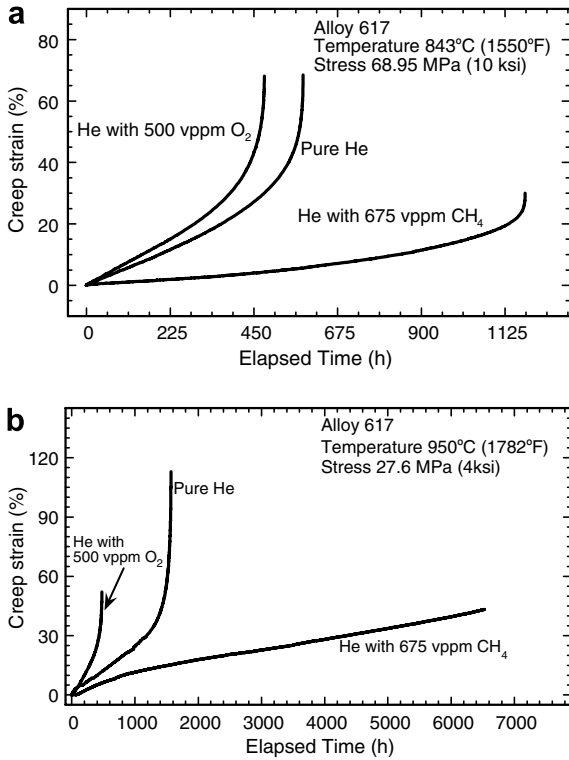 a
Alloy 617
Temperature 843°C (1550°F)
Stress 68.95 MPa (10 ksi)
80
60
40
20
0
Creep strain (%)
He with 500 vppm O2
Pure He
He with 675 vppm CH4
0 225 450 675 900 1125
Elapsed Time (h)
b
Alloy 617
Temperature 950°C (1782°F)
Stress 27.6 MPa (4ksi)
120
90
60
30
0
Creep strain (%)
Pure He
He with
500 vppm O2
He with 675 vppm CH4
0 1000 2000 3000 4000 5000 6000 7000
Elapsed Time (h)